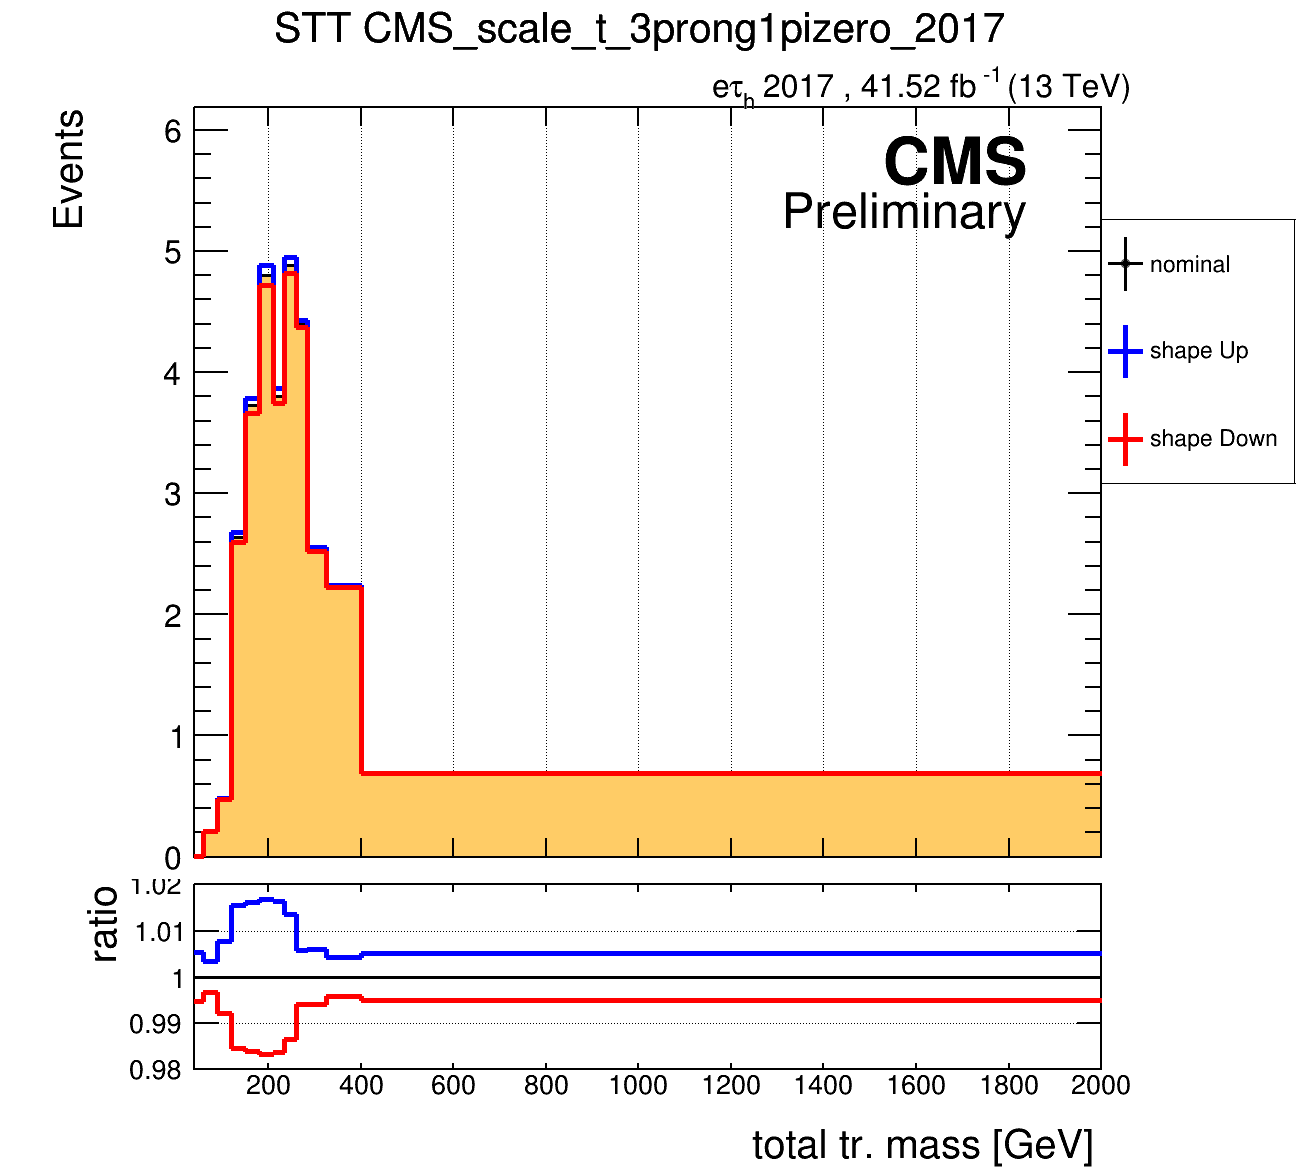 STT CMS_scale_t_3prong1pizero_2017
eτh 2017 , 41.52 fb -1 (13 TeV)
Events
6
5
4
3
2
1
0
CMS
Preliminary
nominal
shape Up
shape Down
ratio
1.02
1.01
1
0.99
0.98
200 400 600 800 1000 1200 1400 1600 1800 2000
total tr. mass [GeV]